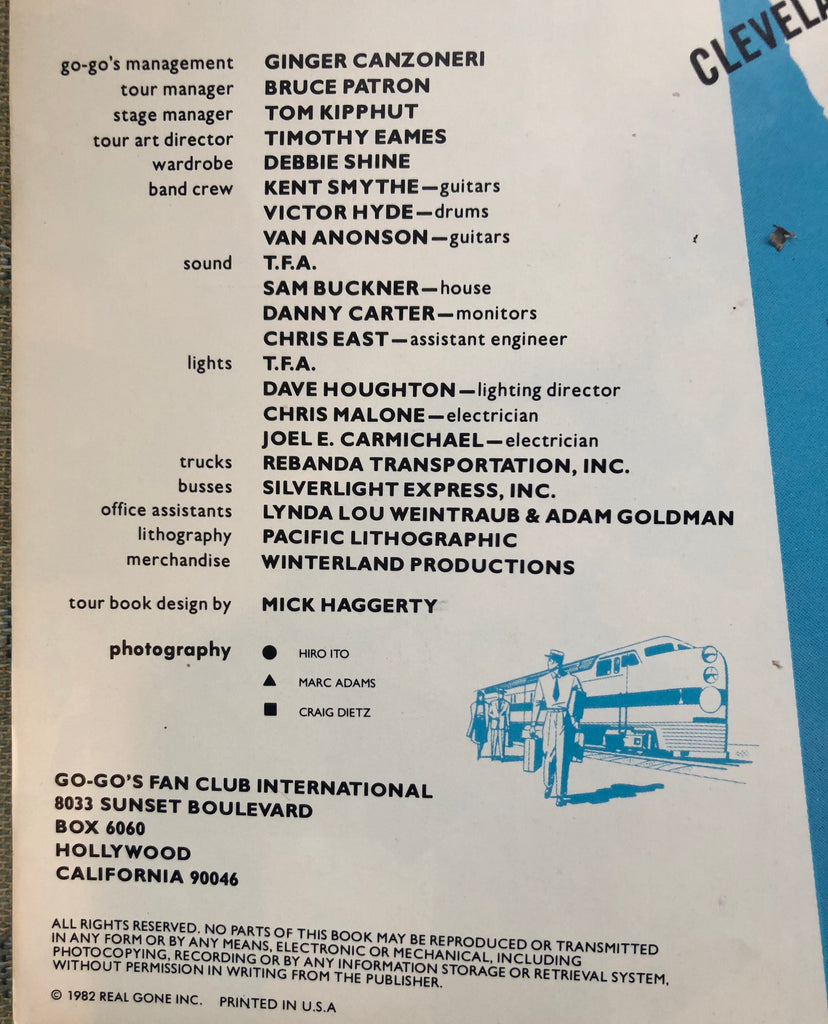 go-go's management GINGER CANZONERI
tour manager BRUCE PATRON
stage manager TOM KIPPHUT
tour art director TIMOTHY EAMES
wardrobe DEBBIE SHINE
band crew KENT SMYTHE—guitars
VICTOR HYDE—drums
VAN ANONSON—guitars
sound T.F.A.
SAM BUCKNER—house
DANNY CARTER—monitors
CHRIS EAST—assistant engineer
lights T.F.A.
DAVE HOUGHTON—lighting director
CHRIS MALONE—electrician
JOEL E. CARMICHAEL—electrician
trucks REBANDA TRANSPORTATION, INC.
busses SILVERLIGHT EXPRESS, INC.
office assistants LYNDA LOU WEINTRAUB & ADAM GOLDMAN
lithography PACIFIC LITHOGRAPHIC
merchandise WINTERLAND PRODUCTIONS
tour book design by MICK HAGGERTY
photography ● HIRO ITO
▲ MARC ADAMS
■ CRAIG DIETZ
GO-GO'S FAN CLUB INTERNATIONAL
8033 SUNSET BOULEVARD
BOX 6060
HOLLYWOOD
CALIFORNIA 90046
ALL RIGHTS RESERVED. NO PARTS OF THIS BOOK MAY BE REPRODUCED OR TRANSMITTED
IN ANY FORM OR BY ANY MEANS, ELECTRONIC OR MECHANICAL, INCLUDING
PHOTOCOPYING, RECORDING OR BY ANY INFORMATION STORAGE OR RETRIEVAL SYSTEM,
WITHOUT PERMISSION IN WRITING FROM THE PUBLISHER.
© 1982 REAL GONE INC. PRINTED IN U.S.A
CLEVELA